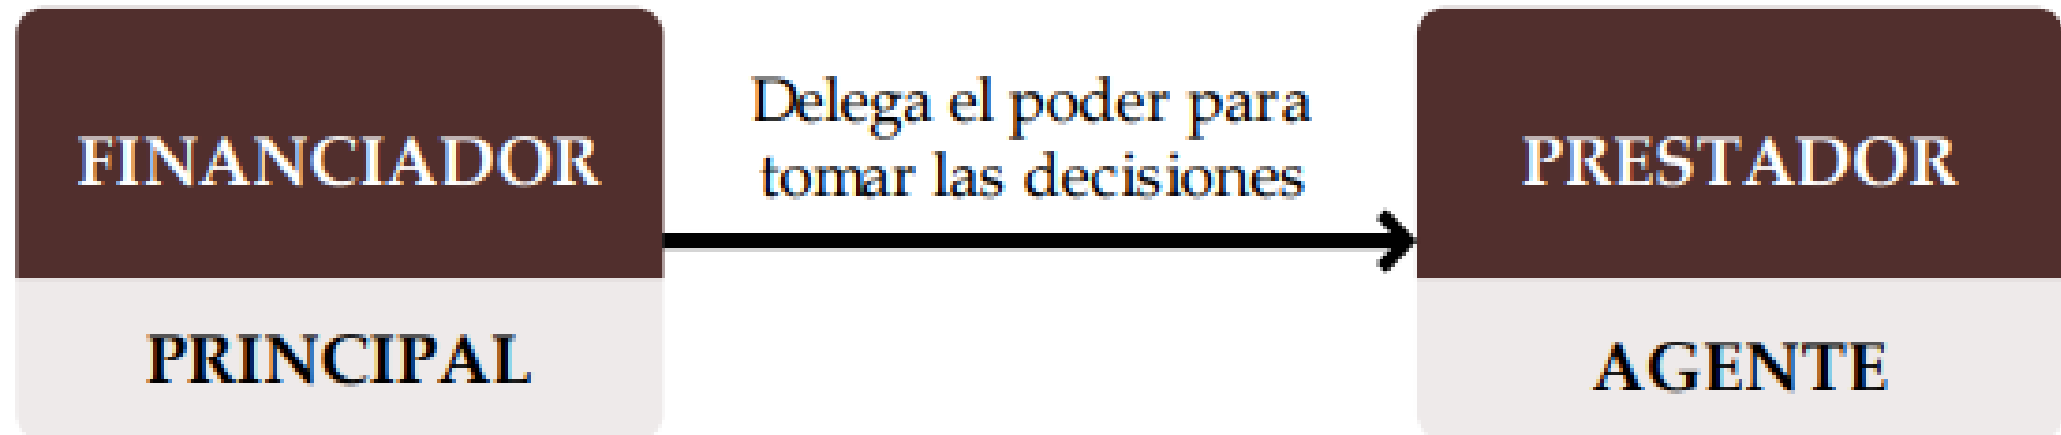 FINANCIADOR
PRINCIPAL
Delega el poder para
tomar las decisiones
PRESTADOR
AGENTE